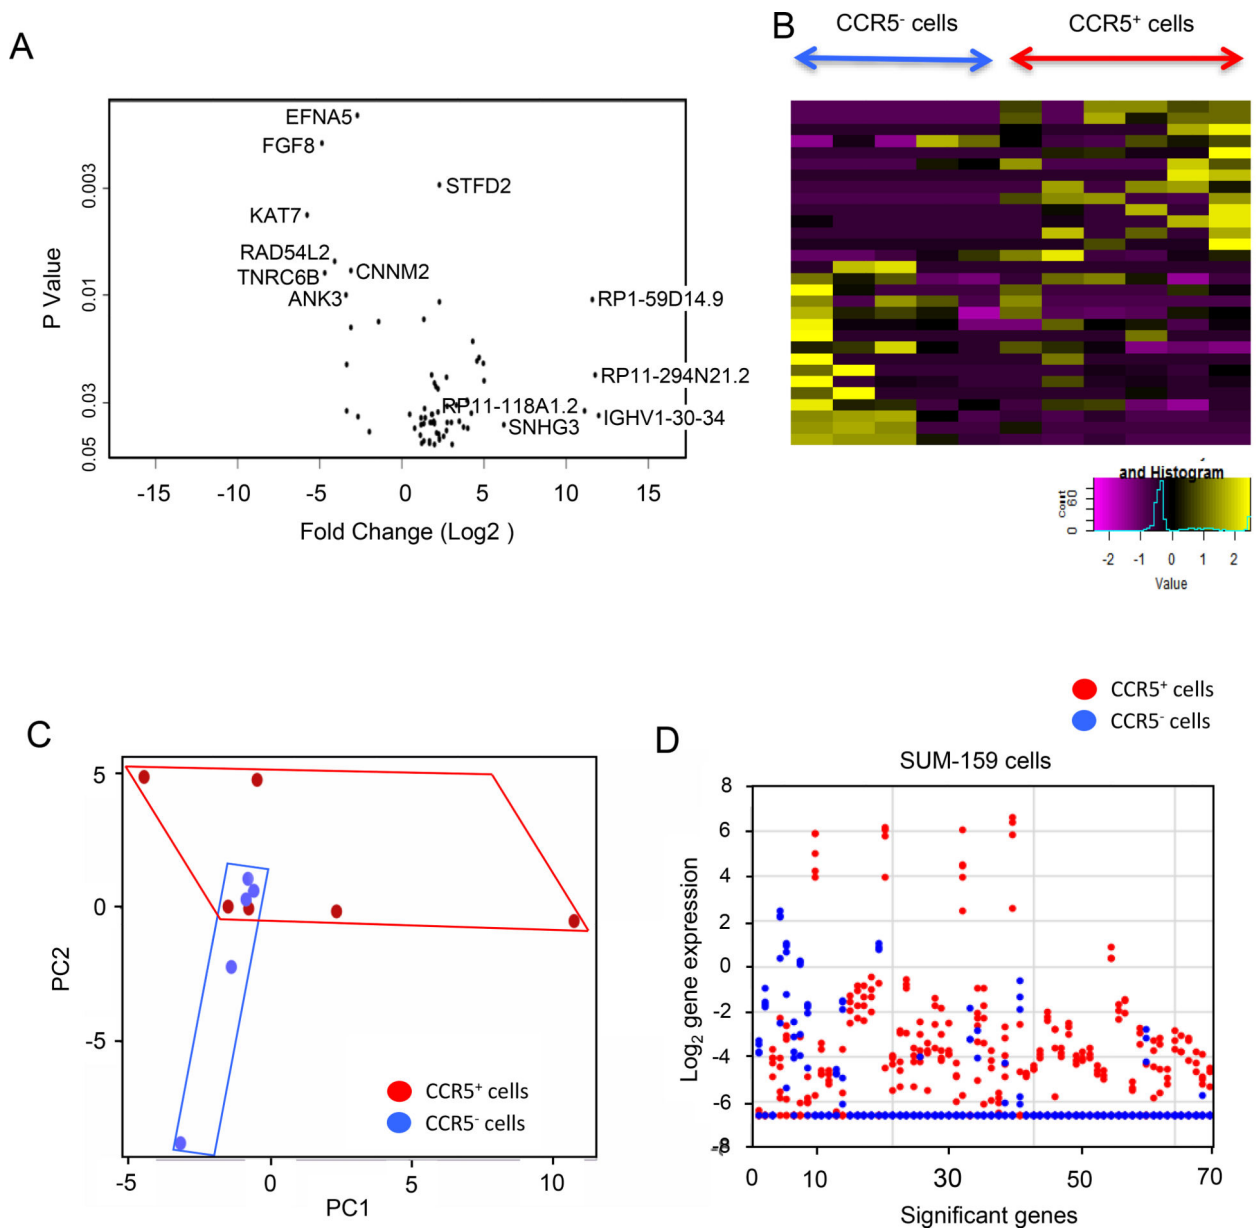 A
EFNA5
FGF8
STFD2
KAT7
RAD54L2
TNRC6B
CNNM2
ANK3
RP1-59D14.9
RP11-294N21.2
RP11-118A1.2
IGHV1-30-34
SNHG3
0.003
0.01
0.03
0.05
P Value
-15 -10 -5 0 5 10 15
Fold Change (Log2 )
B
CCR5- cells CCR5+ cells
and Histogram
Count
0 60
-2 -1 0 1 2
Value
C
5
0
-5
PC2
CCR5+ cells
CCR5- cells
-5 0 5 10
PC1
CCR5+ cells
CCR5- cells
D
SUM-159 cells
8
6
4
2
0
-2
-4
-6
-8
Log2 gene expression
0 10 30 50 70
Significant genes